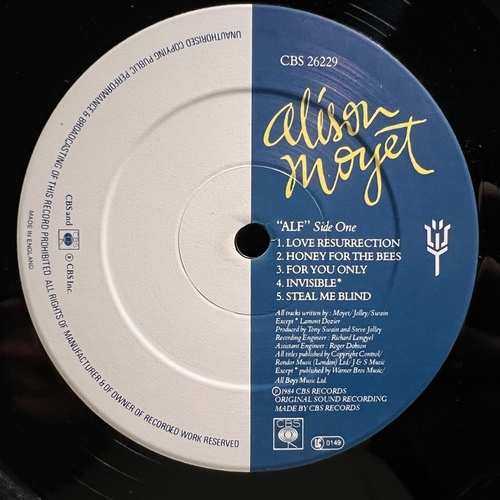 CBS 26229
alison
moyet
"ALF" Side One
1. LOVE RESURRECTION
2. HONEY FOR THE BEES
3. FOR YOU ONLY
4. INVISIBLE*
5. STEAL ME BLIND
All tracks written by : Moyet/Jolley/Swain
Except * Lamont Dozier
Produced by Tony Swain and Steve Jolley
Recording Engineer : Richard Lengyel
Assistant Engineer : Roger Dobson
All titles published by Copyright Control/
Rondor Music (London) Ltd./J & S Music
Except * published by Warner Bros Music/
All Boys Music Ltd.
℗ 1984 CBS RECORDS
ORIGINAL SOUND RECORDING
MADE BY CBS RECORDS
CBS
LC 0149
MANUFACTURER & OF OWNER OF RECORDED WORK RESERVED.
UNAUTHORISED COPYING PUBLIC PERFORMANCE & BROADCASTING OF THIS RECORD PROHIBITED. ALL RIGHTS OF
CBS and
® CBS Inc.
MADE IN ENGLAND